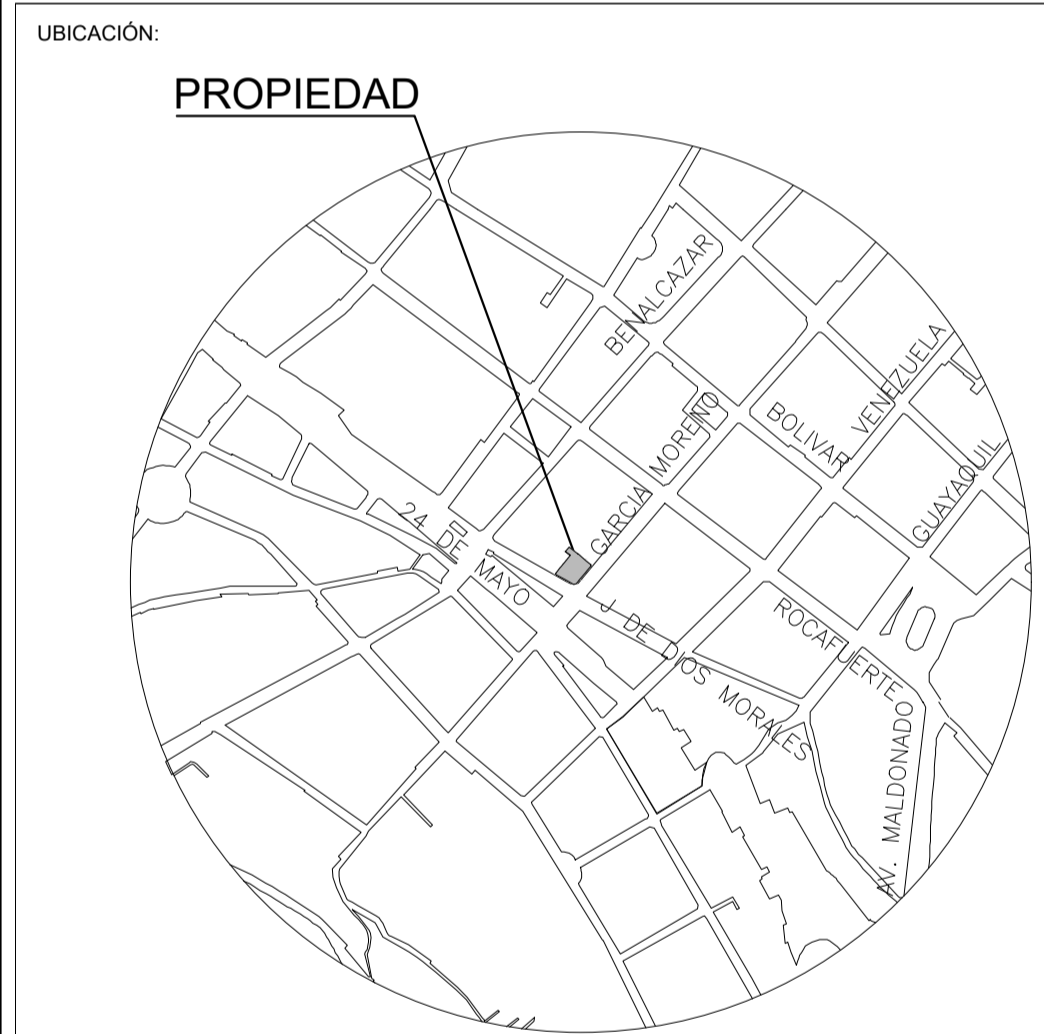 UBICACIÓN:
PROPIEDAD
BENALCAZAR
GARCIA MORENO
BOLIVAR
VENEZUELA
GUAYAQUIL
24 DE MAYO
J DE DIOS MORALES
ROCAFUERTE
AV. MALDONADO